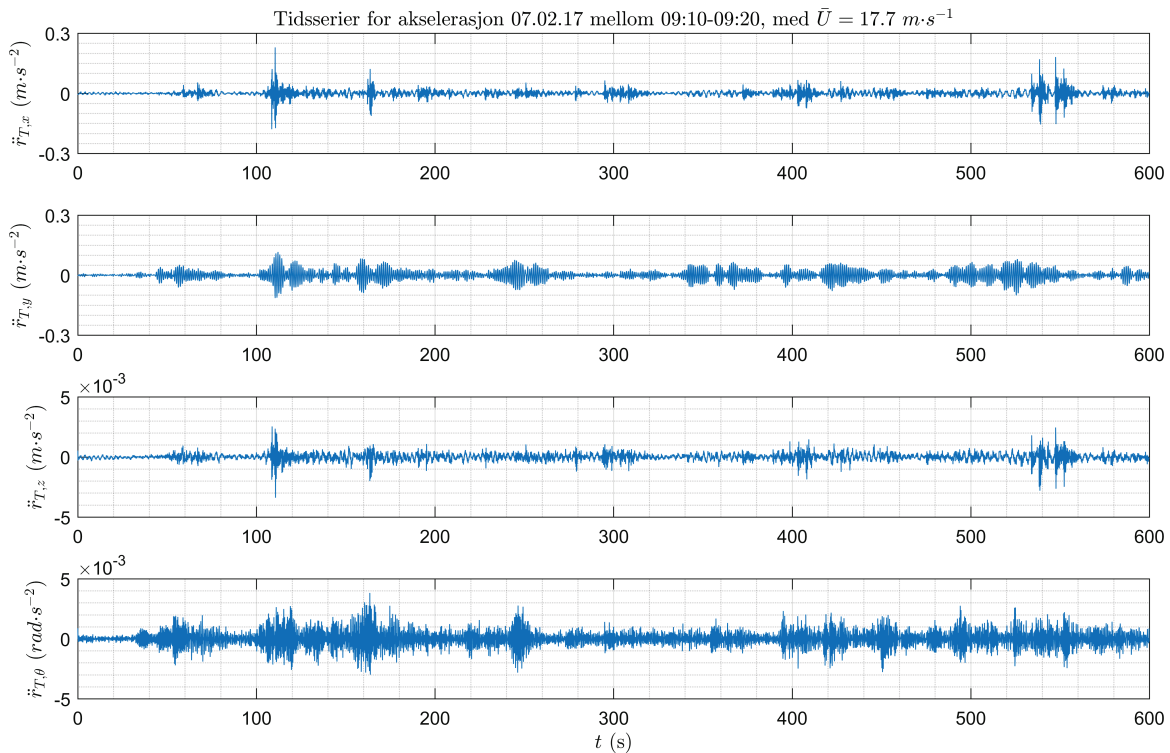 Tidsserier for akselerasjon 07.02.17 mellom 09:10-09:20, med Ū = 17.7 m·s⁻¹
0.3
0
-0.3
r̈_{T,x} (m·s⁻²)
0 100 200 300 400 500 600
0.3
0
-0.3
r̈_{T,y} (m·s⁻²)
0 100 200 300 400 500 600
×10⁻³
5
0
-5
r̈_{T,z} (m·s⁻²)
0 100 200 300 400 500 600
×10⁻³
5
0
-5
r̈_{T,θ} (rad·s⁻²)
0 100 200 300 400 500 600
t (s)